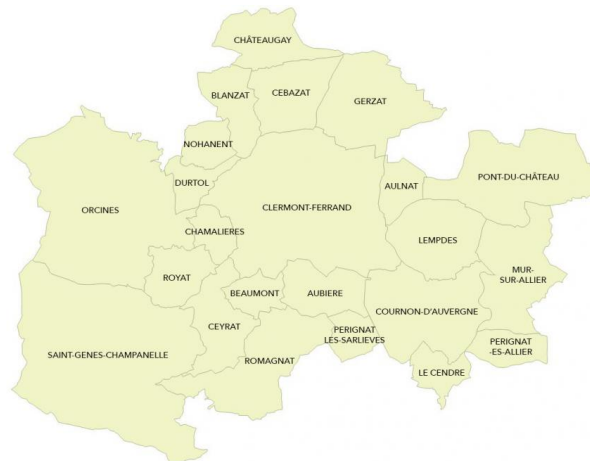 CHÂTEAUGAY
BLANZAT
CEBAZAT
GERZAT
NOHANENT
DURTOL
AULNAT
PONT-DU-CHÂTEAU
ORCINES
CLERMONT-FERRAND
CHAMALIERES
LEMPDES
ROYAT
MUR-
SUR-ALLIER
BEAUMONT
AUBIERE
COURNON-D'AUVERGNE
CEYRAT
PERIGNAT
LES-SARLIEVES
PERIGNAT
-ES-ALLIER
SAINT-GENES-CHAMPANELLE
ROMAGNAT
LE CENDRE